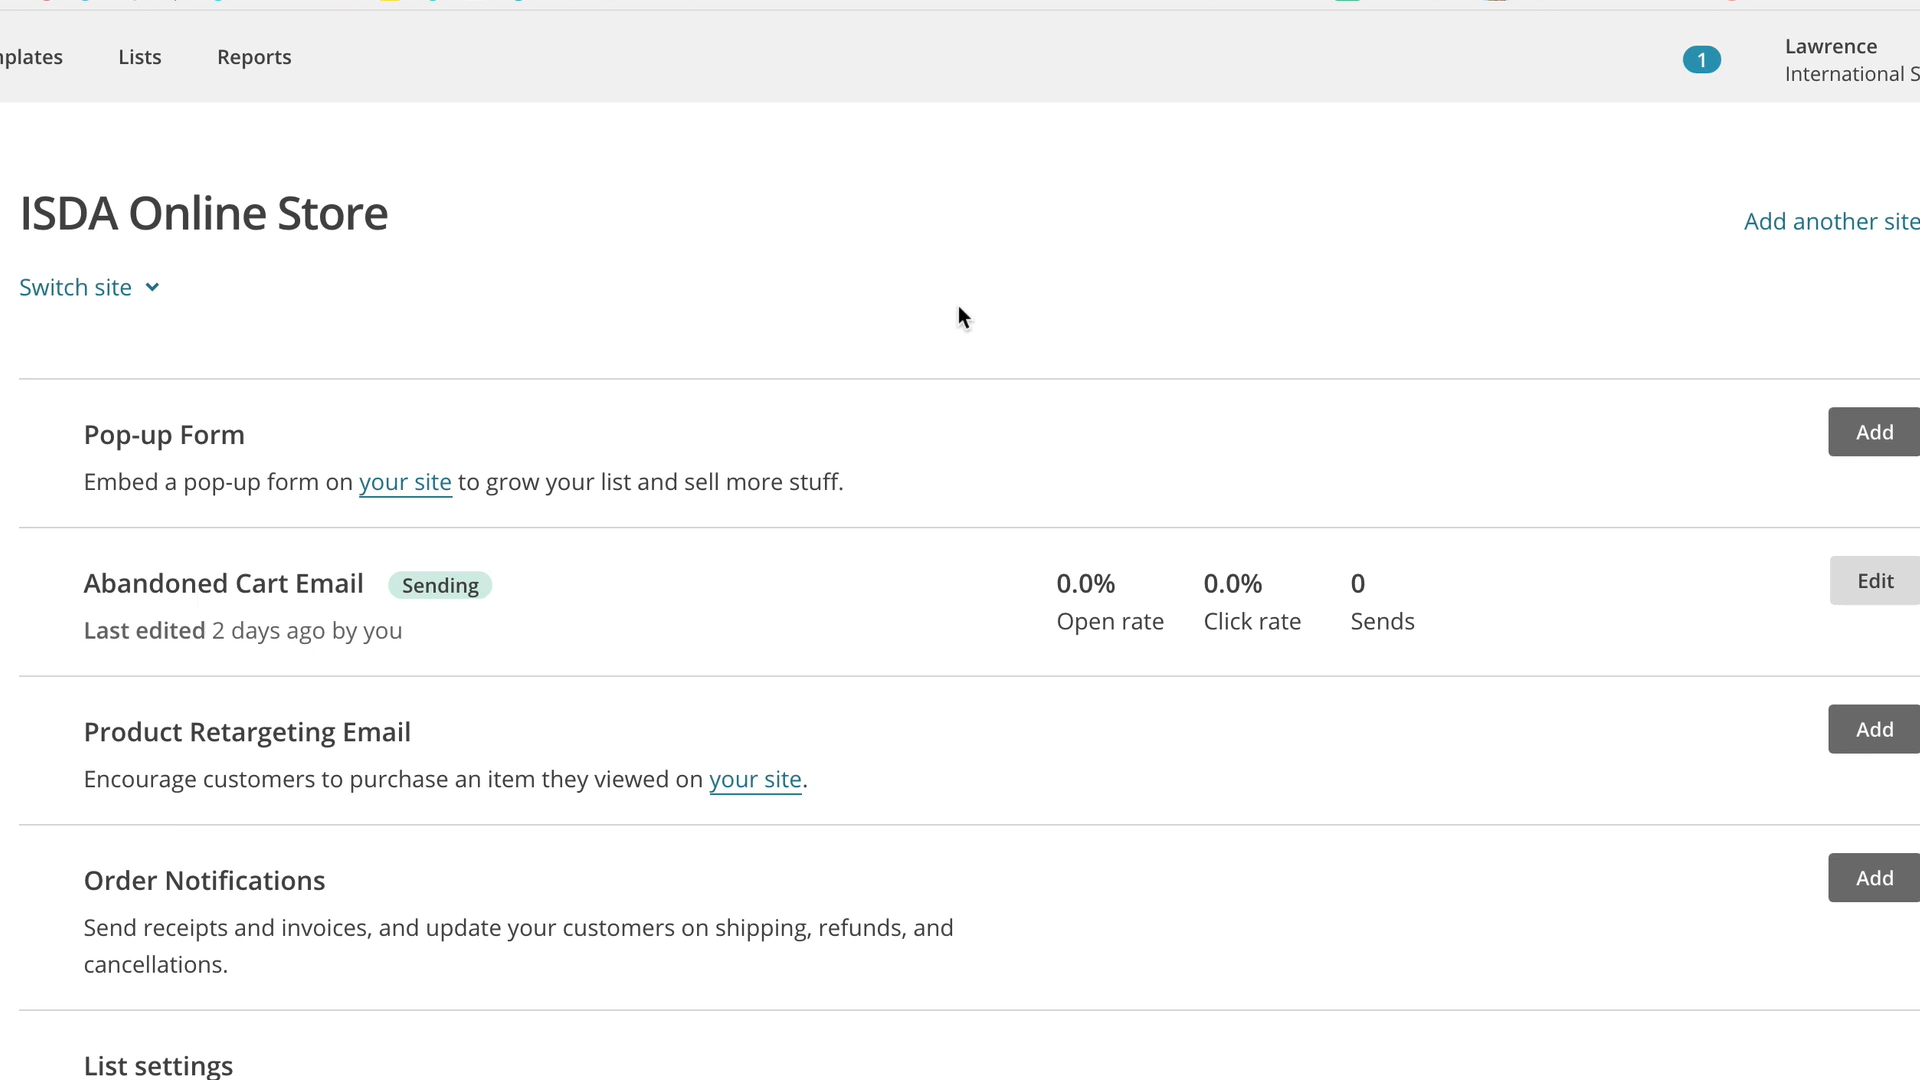 mplates Lists Reports 1 Lawrence
International S
ISDA Online Store
Add another site
Switch site
Pop-up Form
Add
Embed a pop-up form on your site to grow your list and sell more stuff.
Abandoned Cart Email Sending 0.0% 0.0% 0 Edit
Last edited 2 days ago by you Open rate Click rate Sends
Product Retargeting Email
Add
Encourage customers to purchase an item they viewed on your site.
Order Notifications
Add
Send receipts and invoices, and update your customers on shipping, refunds, and
cancellations.
List settings